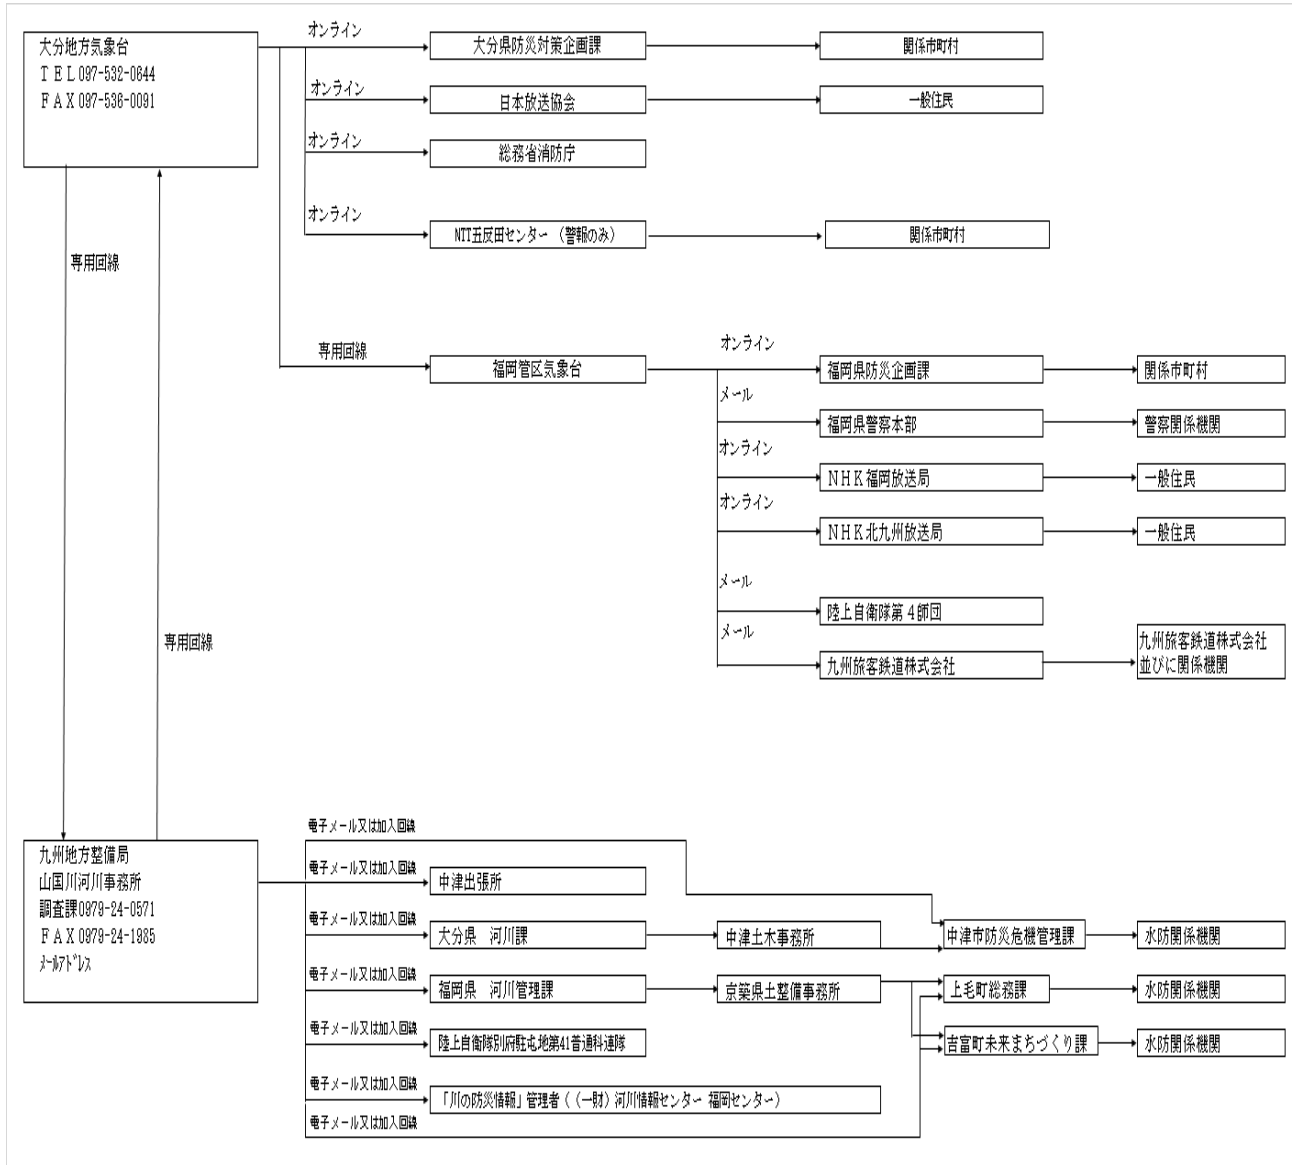 大分地方気象台
ＴＥＬ097-532-0644
ＦＡＸ097-536-0091
オンライン
大分県防災対策企画課
関係市町村
オンライン
日本放送協会
一般住民
オンライン
総務省消防庁
オンライン
NTT五反田センター（警報のみ）
関係市町村
専用回線
専用回線
福岡管区気象台
オンライン
福岡県防災企画課
関係市町村
メール
福岡県警察本部
警察関係機関
オンライン
ＮＨＫ福岡放送局
一般住民
オンライン
ＮＨＫ北九州放送局
一般住民
メール
陸上自衛隊第４師団
メール
九州旅客鉄道株式会社
九州旅客鉄道株式会社
並びに関係機関
専用回線
九州地方整備局
山国川河川事務所
調査課0979-24-0571
ＦＡＸ0979-24-1985
ﾒｰﾙｱﾄﾞﾚｽ
電子メール又は加入回線
電子メール又は加入回線
中津出張所
電子メール又は加入回線
大分県　河川課
中津土木事務所
中津市防災危機管理課
水防関係機関
電子メール又は加入回線
福岡県　河川管理課
京築県土整備事務所
上毛町総務課
水防関係機関
電子メール又は加入回線
陸上自衛隊別府駐屯地第41普通科連隊
吉富町未来まちづくり課
水防関係機関
電子メール又は加入回線
「川の防災情報」管理者（（一財）河川情報センター 福岡センター）
電子メール又は加入回線